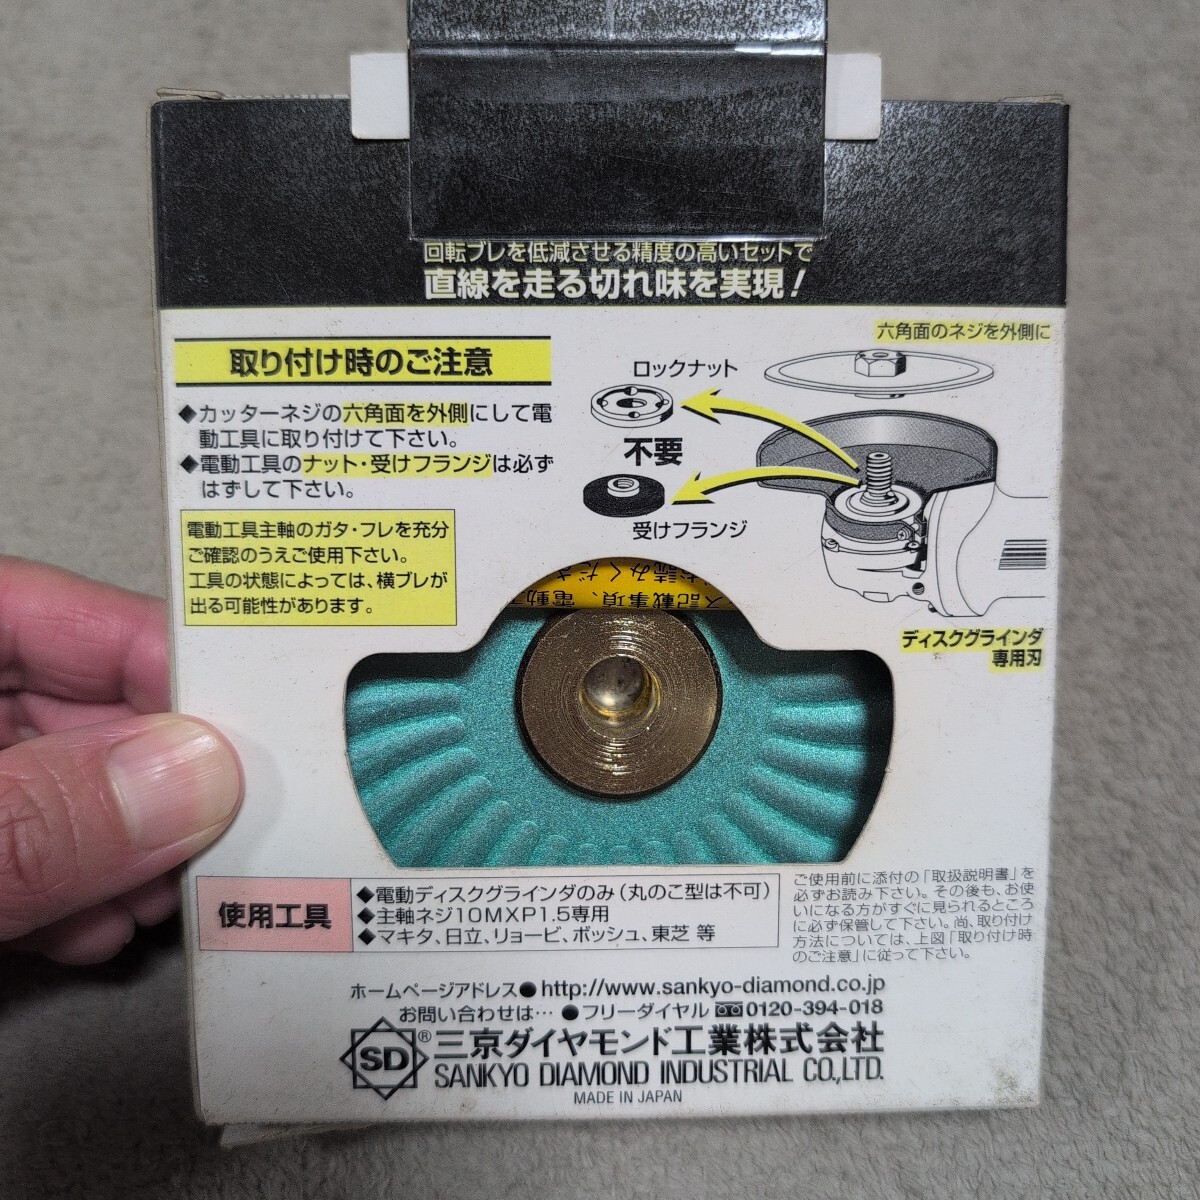 回転ブレを低減させる精度の高いセットで
直線を走る切れ味を実現!
取り付け時のご注意
◆カッターネジの六角面を外側にして電
動工具に取り付けて下さい。
◆電動工具のナット・受けフランジは必ず
はずして下さい。
電動工具主軸のガタ・フレを充分
ご確認のうえご使用下さい。
工具の状態によっては、横ブレが
出る可能性があります。
六角面のネジを外側に
ロックナット
不要
受けフランジ
ディスクグラインダ
専用刃
お読みくださ
ス記載事項、電動
使用工具
◆電動ディスクグラインダのみ(丸のこ型は不可)
◆主軸ネジ10MXP1.5専用
◆マキタ、日立、リョービ、ボッシュ、東芝 等
ご使用前に添付の「取扱説明書」を
必ずお読み下さい。その後も、お使
いになる方がすぐに見られるところ
に必ず保管して下さい。尚、取り付け
方法については、上図「取り付け時
のご注意」に従って下さい。
ホームページアドレス●http://www.sankyo-diamond.co.jp
お問い合わせは…●フリーダイヤル 0120-394-018
SD®三京ダイヤモンド工業株式会社
SANKYO DIAMOND INDUSTRIAL CO.,LTD.
MADE IN JAPAN